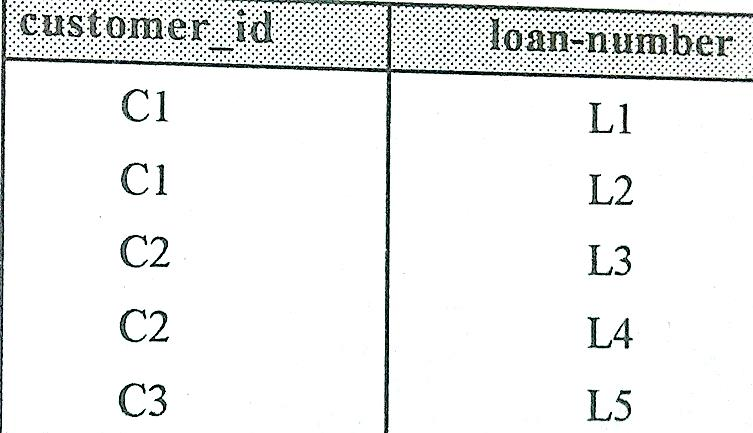 customer_id loan-number
C1 L1
C1 L2
C2 L3
C2 L4
C3 L5